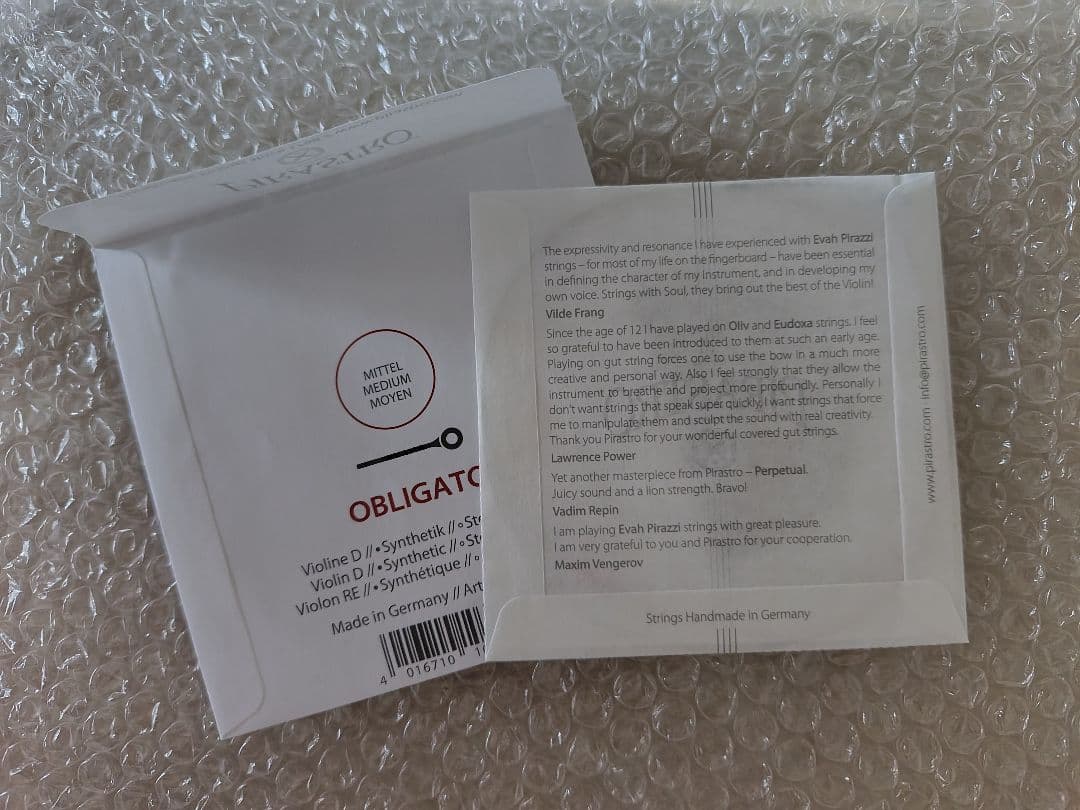 PIRASTRO
MITTEL
MEDIUM
MOYEN
OBLIGATO
Violine D // • Synthetik // ∘ St
Violin D // • Synthetic // ∘ St
Violon RE // • Synthétique // ∘
Made in Germany // Art
4 016710
The expressivity and resonance I have experienced with Evah Pirazzi
strings – for most of my life on the fingerboard – have been essential
in defining the character of my instrument, and in developing my
own voice. Strings with Soul, they bring out the best of the Violin!
Vilde Frang
Since the age of 12 I have played on Oliv and Eudoxa strings. I feel
so grateful to have been introduced to them at such an early age.
Playing on gut string forces one to use the bow in a much more
creative and personal way. Also I feel strongly that they allow the
instrument to breathe and project more profoundly. Personally I
don't want strings that speak super quickly, I want strings that force
me to manipulate them and sculpt the sound with real creativity.
Thank you Pirastro for your wonderful covered gut strings.
Lawrence Power
Yet another masterpiece from Pirastro – Perpetual.
Juicy sound and a lion strength. Bravo!
Vadim Repin
I am playing Evah Pirazzi strings with great pleasure.
I am very grateful to you and Pirastro for your cooperation.
Maxim Vengerov
Strings Handmade in Germany
www.pirastro.com info@pirastro.com